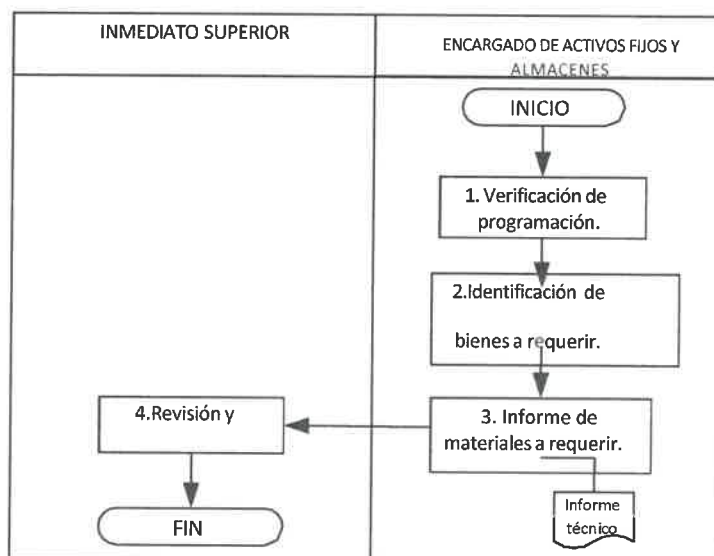 INMEDIATO SUPERIOR
ENCARGADO DE ACTIVOS FIJOS Y
ALMACENES
INICIO
1. Verificación de
programación.
2.Identificación de
bienes a requerir.
3. Informe de
materiales a requerir.
4.Revisión y
Informe
técnico
FIN